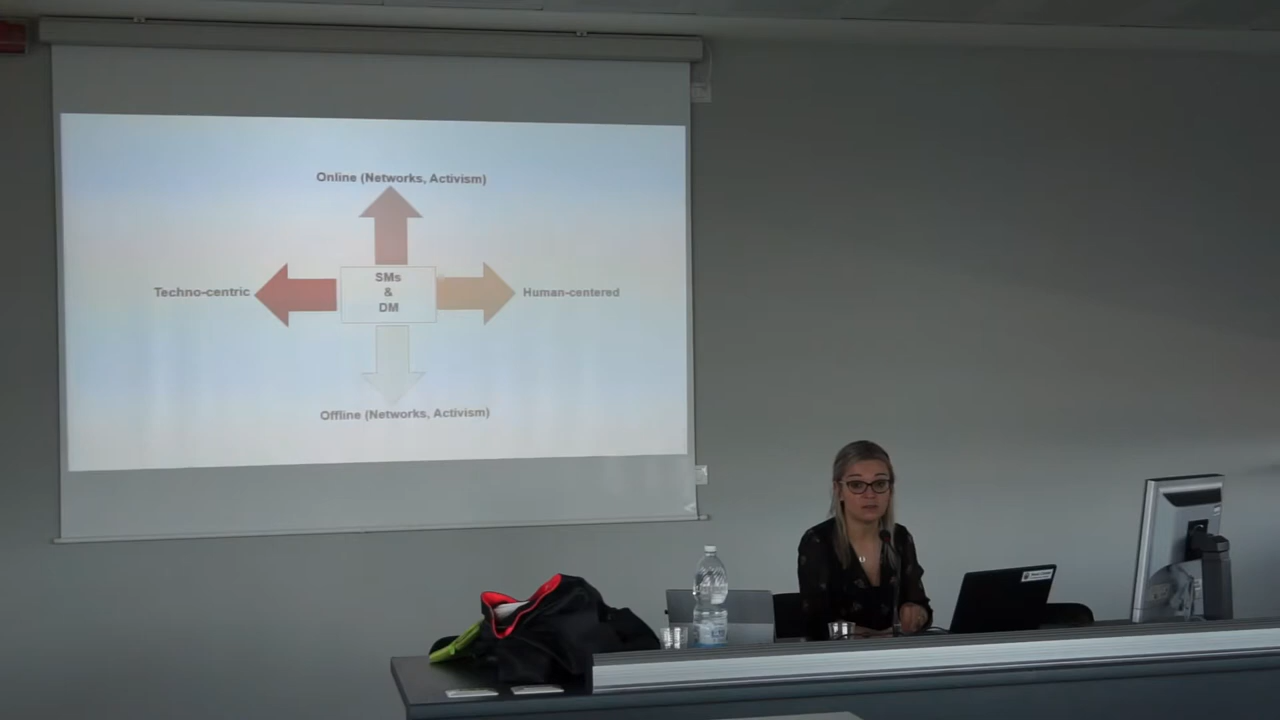 Online (Networks, Activism)
Techno-centric
SMs
&
DM
Human-centered
Offline (Networks, Activism)